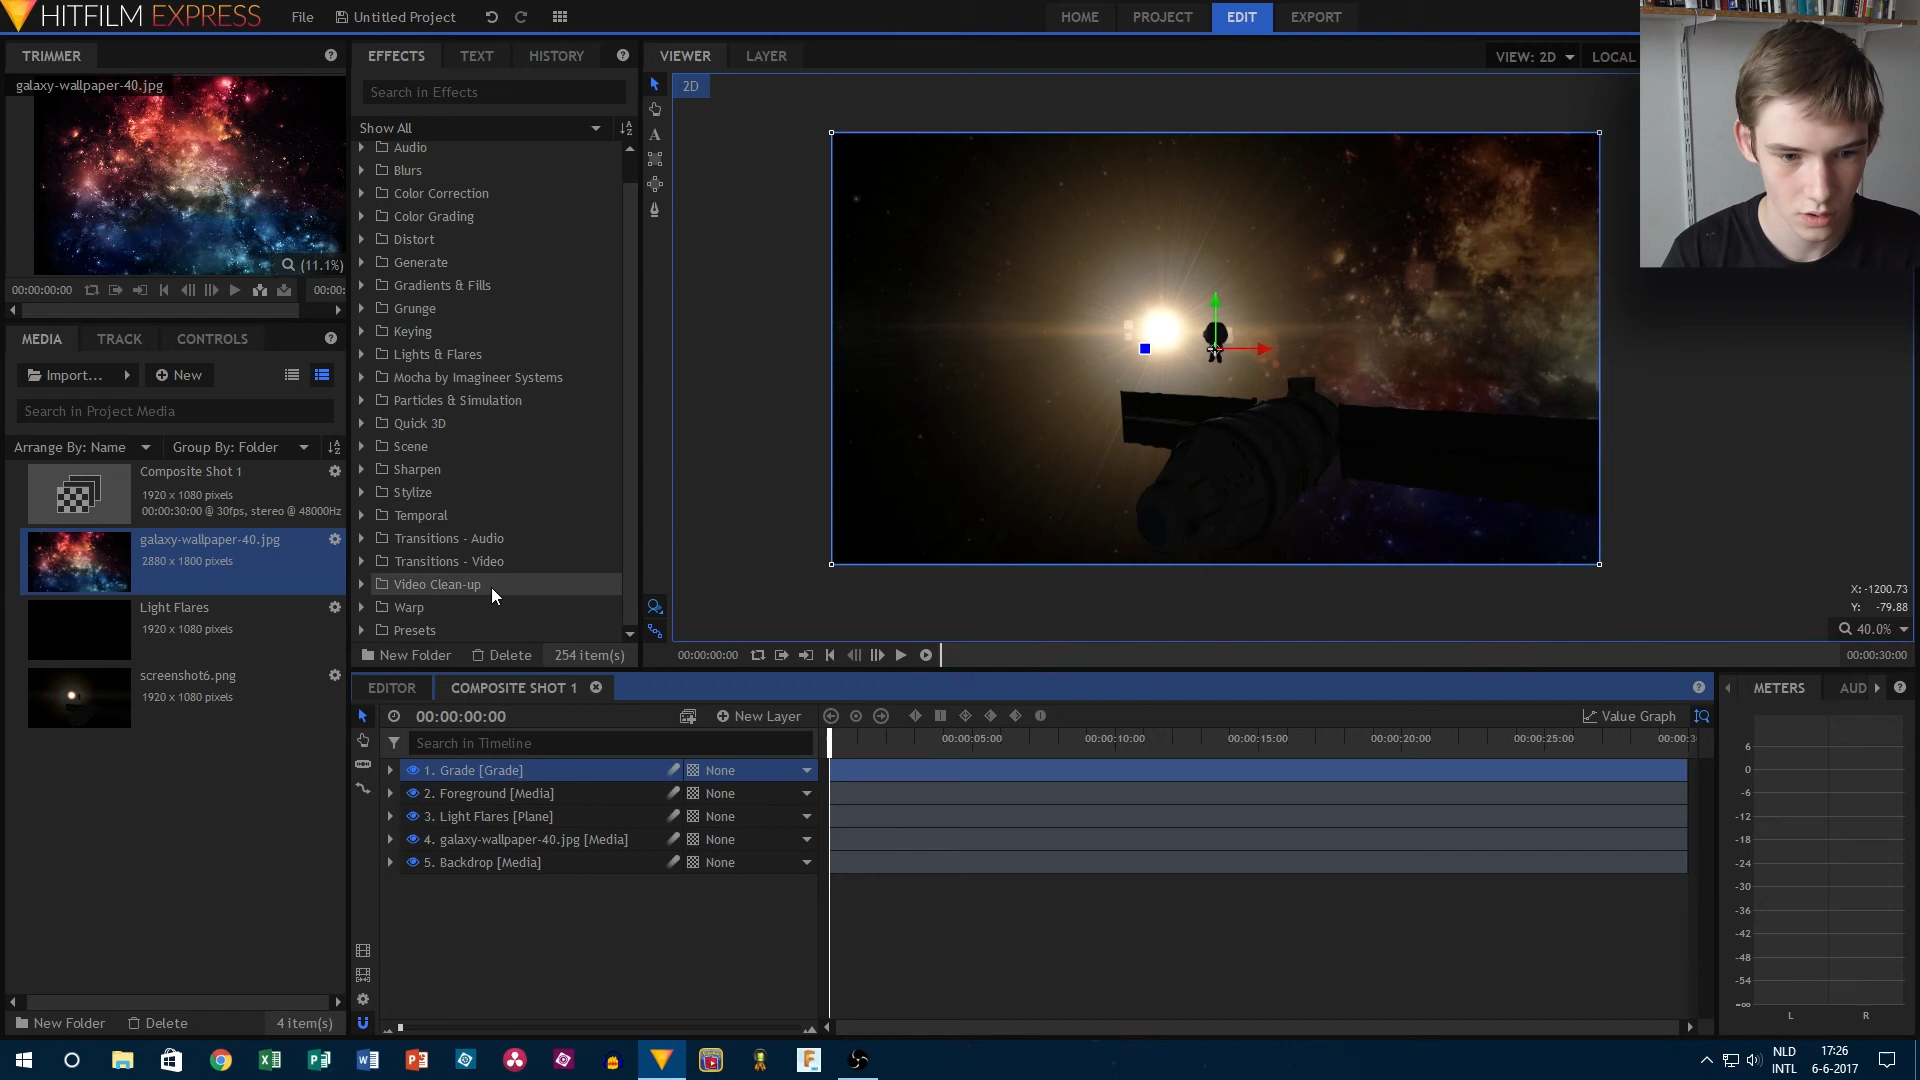 HITFILM EXPRESS
File
Untitled Project
HOME
PROJECT
EDIT
EXPORT
TRIMMER
galaxy-wallpaper-40.jpg
(11.1%)
00:00:00:00
00:00:
MEDIA
TRACK
CONTROLS
Import...
New
Search in Project Media
Arrange By: Name
Group By: Folder
Composite Shot 1
1920 x 1080 pixels
00:00:30:00 @ 30fps, stereo @ 48000Hz
galaxy-wallpaper-40.jpg
2880 x 1800 pixels
Light Flares
1920 x 1080 pixels
screenshot6.png
1920 x 1080 pixels
New Folder
Delete
4 item(s)
EFFECTS
TEXT
HISTORY
Search in Effects
Show All
Audio
Blurs
Color Correction
Color Grading
Distort
Generate
Gradients & Fills
Grunge
Keying
Lights & Flares
Mocha by Imagineer Systems
Particles & Simulation
Quick 3D
Scene
Sharpen
Stylize
Temporal
Transitions - Audio
Transitions - Video
Video Clean-up
Warp
Presets
New Folder
Delete
254 item(s)
VIEWER
LAYER
VIEW: 2D
LOCAL
2D
X: -1200.73
Y: -79.88
40.0%
00:00:00:00
00:00:30:00
EDITOR
COMPOSITE SHOT 1
00:00:00:00
New Layer
Value Graph
Search in Timeline
00:00:05:00
00:00:10:00
00:00:15:00
00:00:20:00
00:00:25:00
00:00:3
1. Grade [Grade]
None
2. Foreground [Media]
None
3. Light Flares [Plane]
None
4. galaxy-wallpaper-40.jpg [Media]
None
5. Backdrop [Media]
None
METERS
AUD
6
0
-6
-12
-18
-24
-30
-36
-42
-48
-54
-∞
L
R
NLD
INTL
17:26
6-6-2017